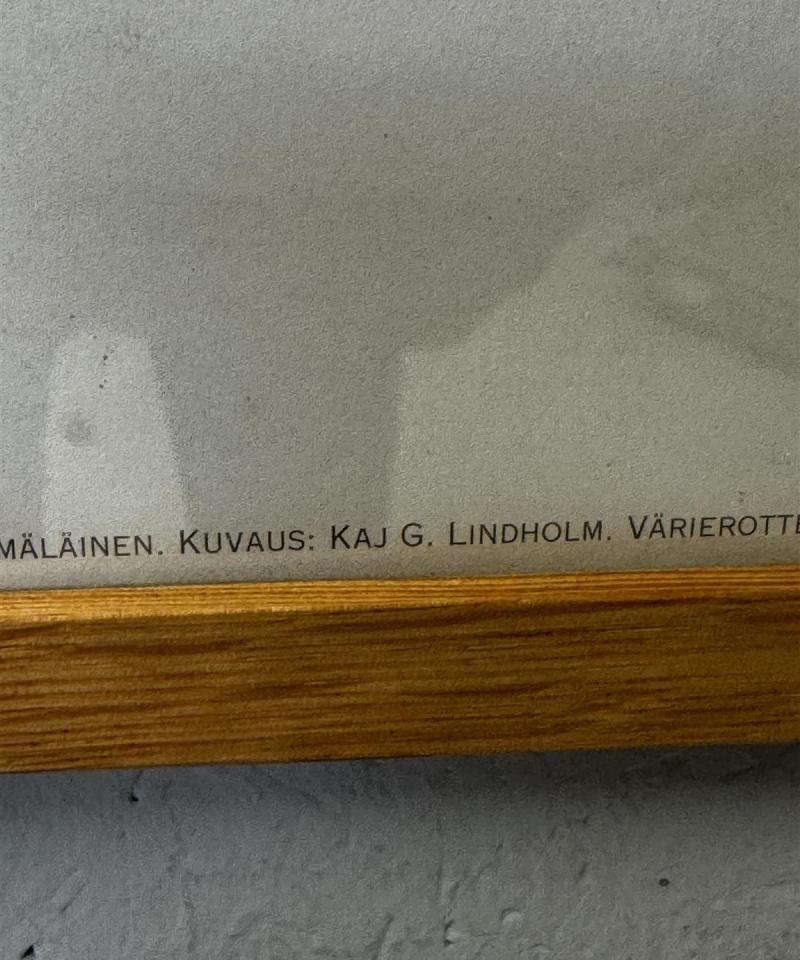 MÄLÄINEN. KUVAUS: KAJ G. LINDHOLM. VÄRIEROTTE